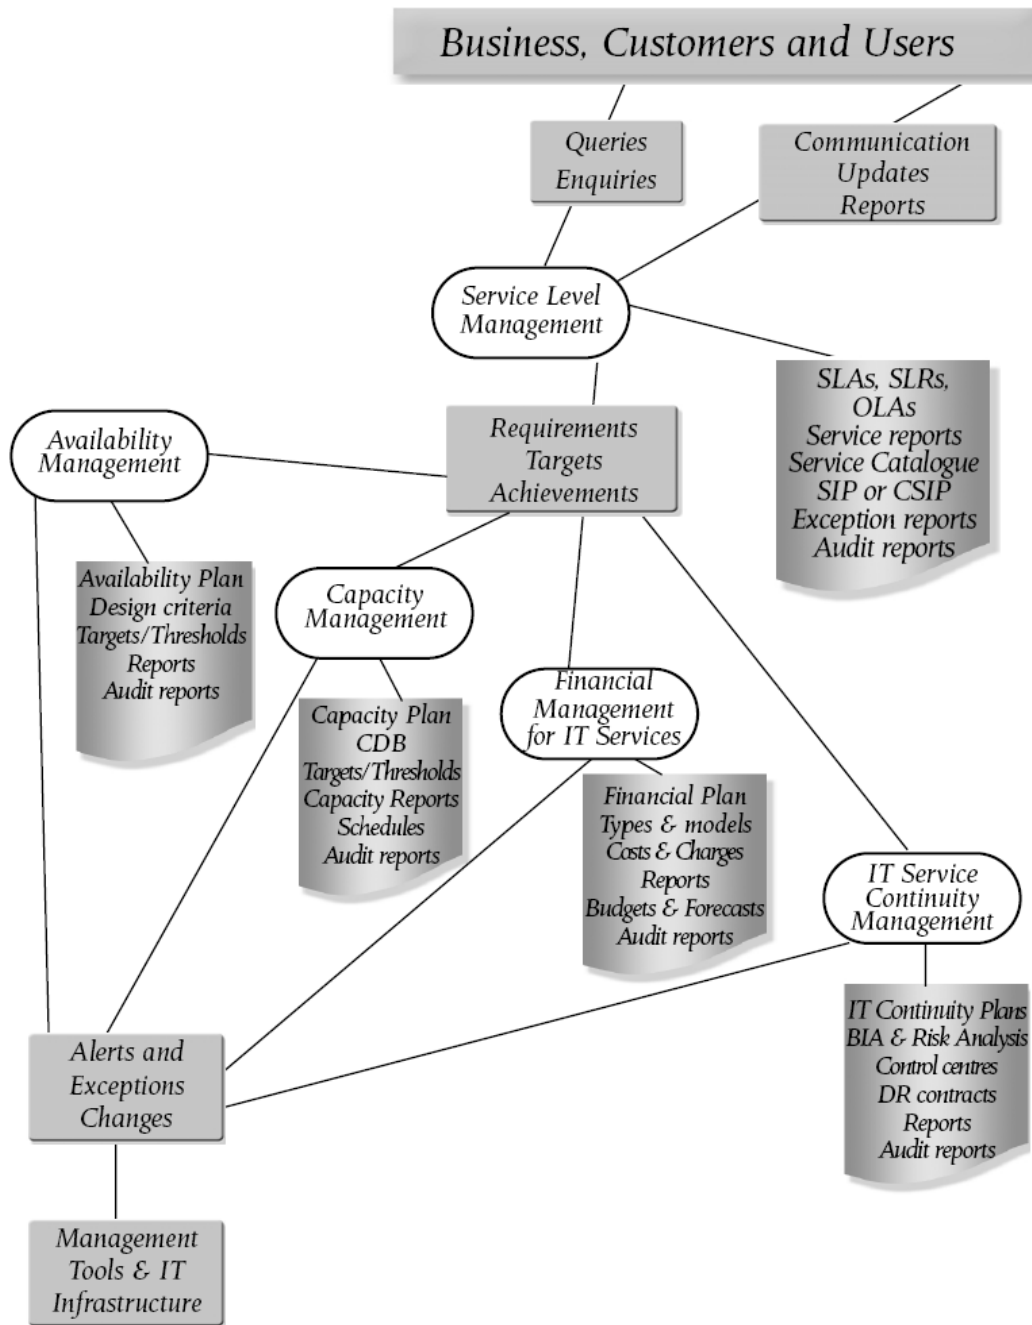 Business, Customers and Users
Queries
Enquiries
Communication
Updates
Reports
Service Level
Management
SLAs, SLRs,
OLAs
Service reports
Service Catalogue
SIP or CSIP
Exception reports
Audit reports
Requirements
Targets
Achievements
Availability
Management
Availability Plan
Design criteria
Targets/Thresholds
Reports
Audit reports
Capacity
Management
Capacity Plan
CDB
Targets/Thresholds
Capacity Reports
Schedules
Audit reports
Financial
Management
for IT Services
Financial Plan
Types & models
Costs & Charges
Reports
Budgets & Forecasts
Audit reports
IT Service
Continuity
Management
IT Continuity Plans
BIA & Risk Analysis
Control centres
DR contracts
Reports
Audit reports
Alerts and
Exceptions
Changes
Management
Tools & IT
Infrastructure